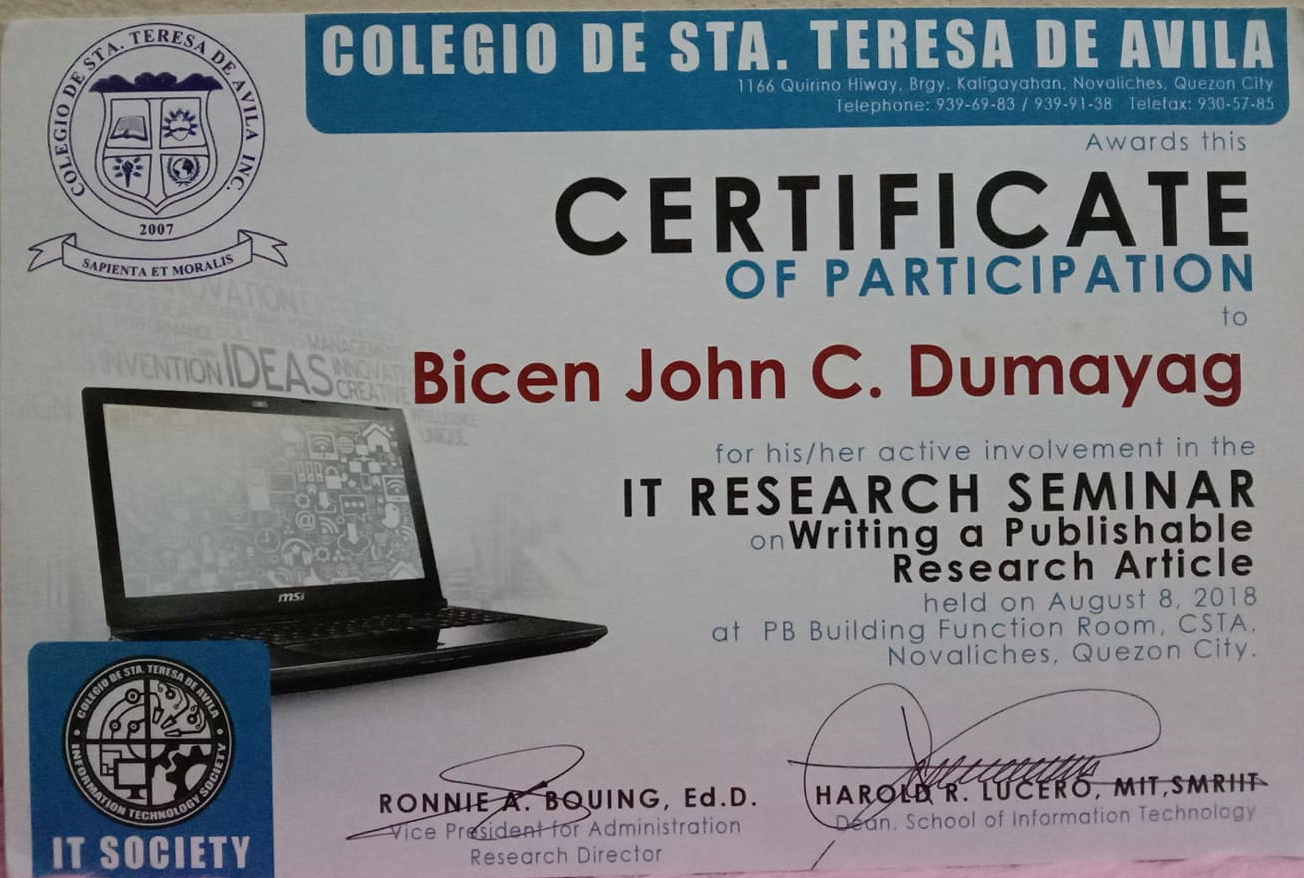 COLEGIO DE STA. TERESA DE AVILA INC.
2007
SAPIENTA ET MORALIS
COLEGIO DE STA. TERESA DE AVILA
1166 Quirino Hiway, Brgy. Kaligayahan, Novaliches, Quezon City
Telephone: 939-69-83 / 939-91-38 Telefax: 930-57-85
Awards this
CERTIFICATE
OF PARTICIPATION
to
Bicen John C. Dumayag
for his/her active involvement in the
IT RESEARCH SEMINAR
on Writing a Publishable
Research Article
held on August 8, 2018
at PB Building Function Room, CSTA,
Novaliches, Quezon City.
INNOVATION
PERFORMANCE
MANAGEMENT
INVENTION IDEAS
CREATIVE
INTELLIGENCE
UNIQUE
msi
COLEGIO DE STA. TERESA DE AVILA
INFORMATION TECHNOLOGY SOCIETY
IT SOCIETY
RONNIE A. BOUING, Ed.D.
Vice President for Administration
Research Director
HAROLD R. LUCERO, MIT,SMRIIT
Dean, School of Information Technology